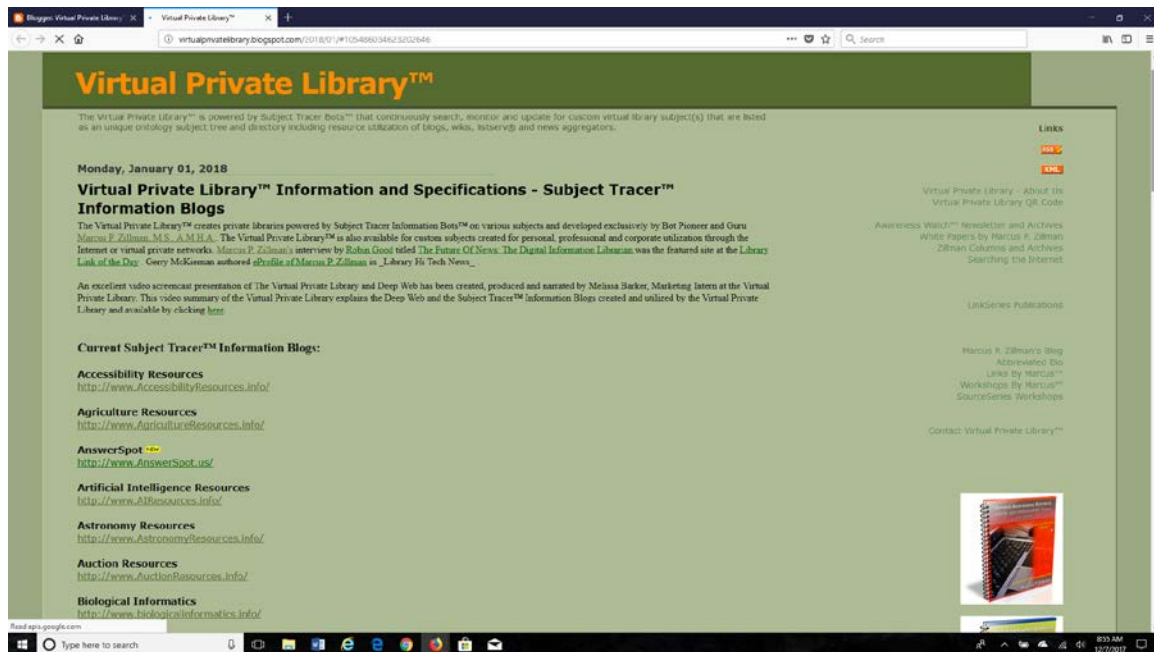 Blogger: Virtual Private Library
Virtual Private Library™
virtualprivatelibrary.blogspot.com/2018/01/#105486034623202646
Search
Virtual Private Library™
The Virtual Private Library™ is powered by Subject Tracer Bots™ that continuously search, monitor and update for custom virtual library subject(s) that are listed
as an unique ontology subject tree and directory including resource utilization of blogs, wikis, listserv® and news aggregators.
Links
RSS
XML
Monday, January 01, 2018
Virtual Private Library™ Information and Specifications - Subject Tracer™
Information Blogs
The Virtual Private Library™ creates private libraries powered by Subject Tracer Information Bots™ on various subjects and developed exclusively by Bot Pioneer and Guru
Marcus P. Zillman, M.S., A.M.H.A.. The Virtual Private Library™ is also available for custom subjects created for personal, professional and corporate utilization through the
Internet or virtual private networks. Marcus P. Zillman's interview by Robin Good titled The Future Of News: The Digital Information Librarian was the featured site at the Library
Link of the Day. Gerry McKiernan authored eProfile of Marcus P. Zillman in _Library Hi Tech News_
An excellent video screencast presentation of The Virtual Private Library and Deep Web has been created, produced and narrated by Melissa Barker, Marketing Intern at the Virtual
Private Library. This video summary of the Virtual Private Library explains the Deep Web and the Subject Tracer™ Information Blogs created and utilized by the Virtual Private
Library and available by clicking here.
Virtual Private Library - About Us
Virtual Private Library QR Code
Awareness Watch™ Newsletter and Archives
White Papers by Marcus P. Zillman
Zillman Columns and Archives
Searching the Internet
LinkSeries Publications
Marcus P. Zillman's Blog
Abbreviated Bio
Links By Marcus™
Workshops By Marcus™
SourceSeries Workshops
Contact Virtual Private Library™
Current Subject Tracer™ Information Blogs:
Accessibility Resources
http://www.AccessibilityResources.info/
Agriculture Resources
http://www.AgricultureResources.info/
AnswerSpot NEW
http://www.AnswerSpot.us/
Artificial Intelligence Resources
http://www.AIResources.info/
Astronomy Resources
http://www.AstronomyResources.info/
Auction Resources
http://www.AuctionResources.info/
Biological Informatics
http://www.biologicalinformatics.info/
Read apis.google.com
Type here to search
8:55 AM
12/7/2017